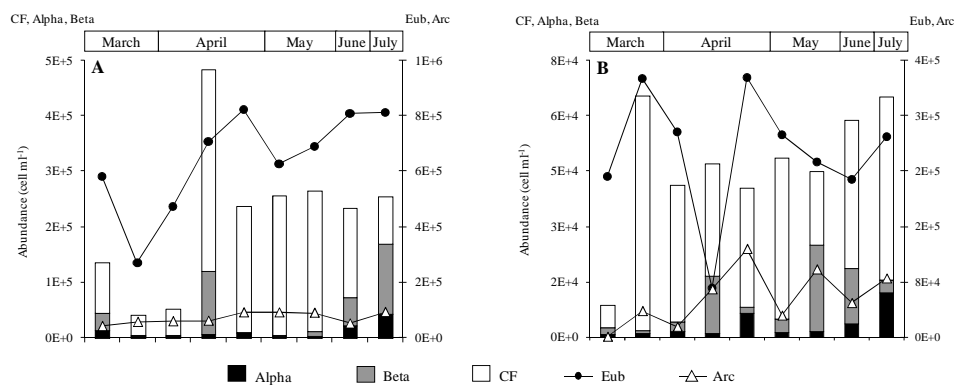 CF, Alpha, Beta Eub, Arc
March April May June July
A
5E+5 4E+5 3E+5 2E+5 1E+5 0E+0
Abundance (cell ml⁻¹)
1E+6 8E+5 6E+5 4E+5 2E+5 0E+0
CF, Alpha, Beta Eub, Arc
March April May June July
B
8E+4 6E+4 5E+4 3E+4 2E+4 0E+0
Abundance (cell ml⁻¹)
4E+5 3E+5 2E+5 2E+5 8E+4 0E+0
Alpha Beta CF Eub Arc